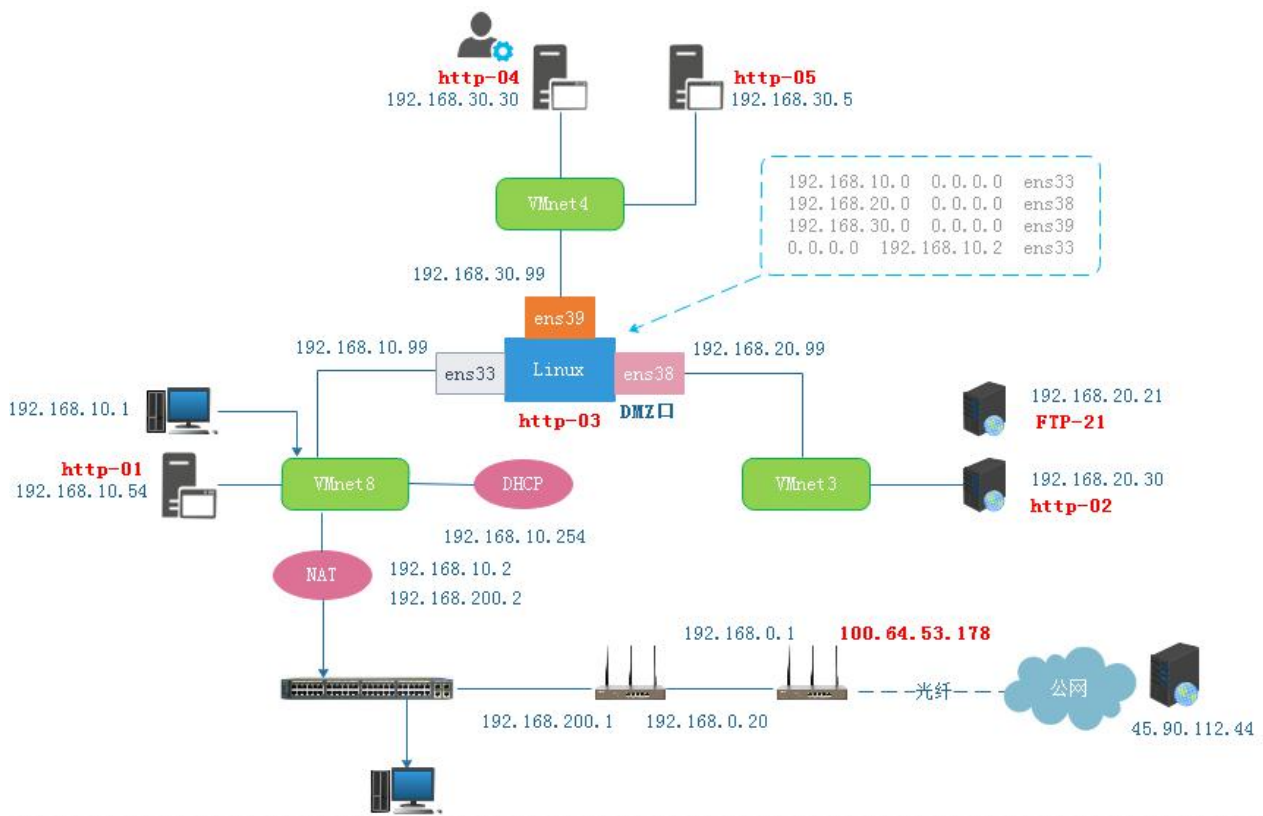 http-04
192.168.30.30
http-05
192.168.30.5
VMnet4
192.168.10.0 0.0.0.0 ens33
192.168.20.0 0.0.0.0 ens38
192.168.30.0 0.0.0.0 ens39
0.0.0.0 192.168.10.2 ens33
192.168.30.99
ens39
192.168.10.99
ens33
Linux
ens38
192.168.20.99
http-03
DMZ口
192.168.10.1
http-01
192.168.10.54
VMnet8
DHCP
192.168.10.254
VMnet3
192.168.20.21
FTP-21
192.168.20.30
http-02
NAT
192.168.10.2
192.168.200.2
192.168.0.1
100.64.53.178
192.168.200.1
192.168.0.20
光纤
公网
45.90.112.44